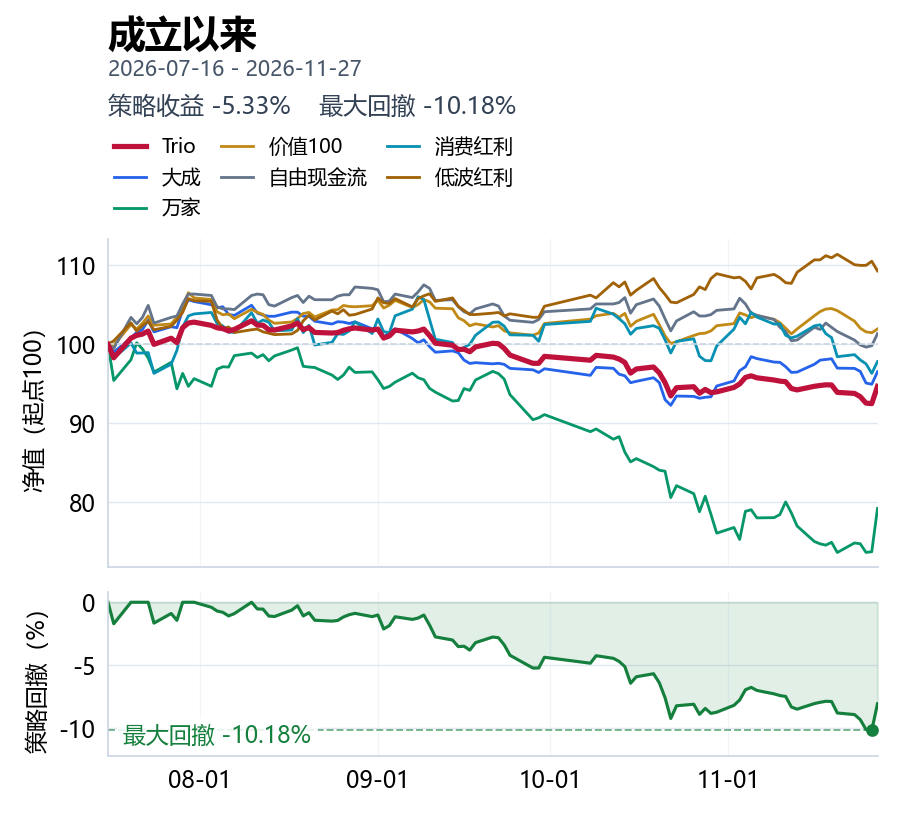 成立以来
2026-07-16 - 2026-11-27
策略收益 -5.33% 最大回撤 -10.18%
Trio 价值100 消费红利
大成 自由现金流 低波红利
万家
净值（起点100）
110
100
90
80
策略回撤（%）
0
-5
-10
最大回撤 -10.18%
08-01 09-01 10-01 11-01